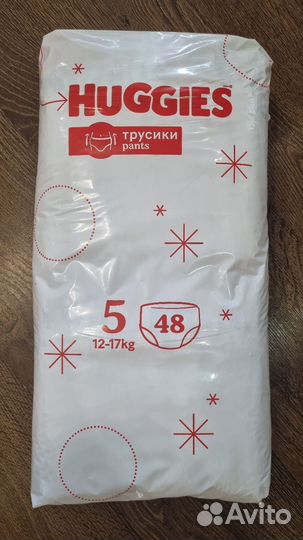 HUGGIES
трусики
pants
5
48
12-17kg
Avito